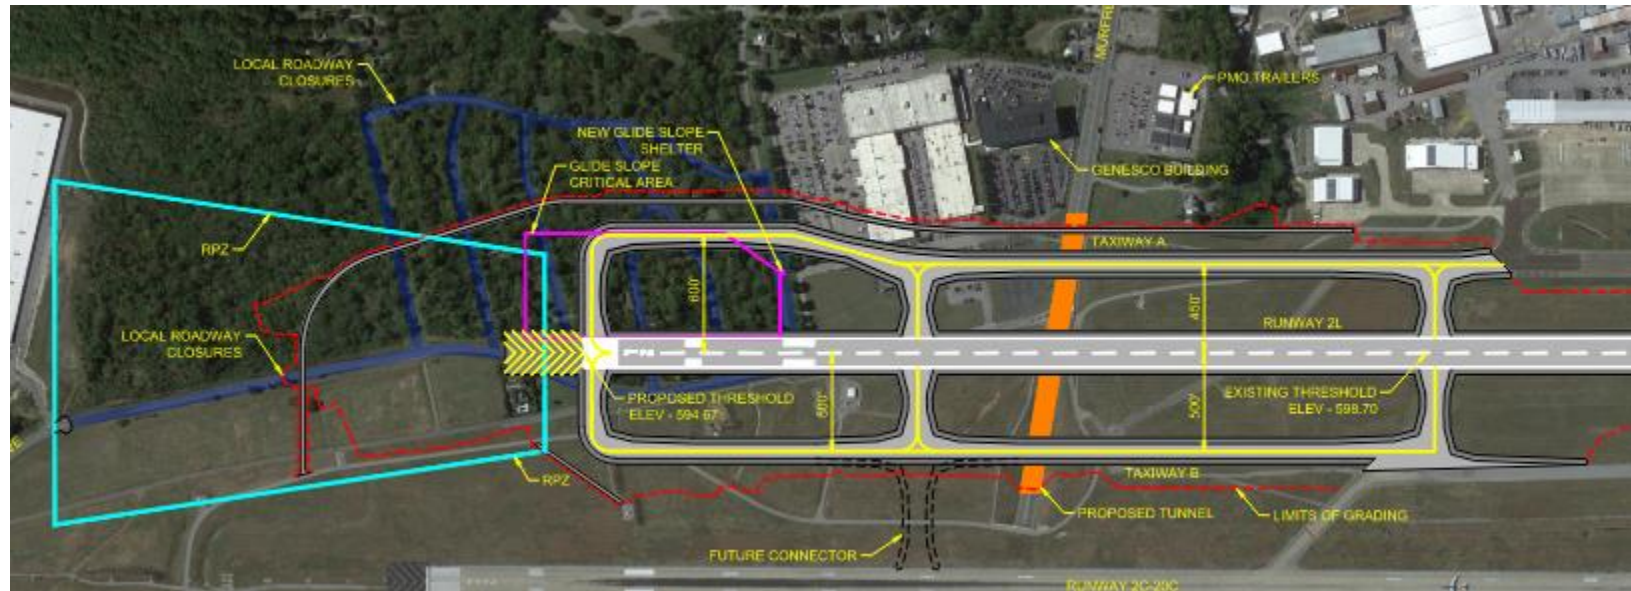 LOCAL ROADWAY
CLOSURES
MURFRE
PMO TRAILERS
NEW GLIDE SLOPE
SHELTER
GLIDE SLOPE
CRITICAL AREA
GENESCO BUILDING
RPZ
TAXIWAY A
600'
450'
RUNWAY 2L
LOCAL ROADWAY
CLOSURES
PROPOSED THRESHOLD
ELEV - 594.67
500'
EXISTING THRESHOLD
ELEV - 598.70
RPZ
TAXIWAY B
PROPOSED TUNNEL
LIMITS OF GRADING
FUTURE CONNECTOR
RUNWAY 2C-20C